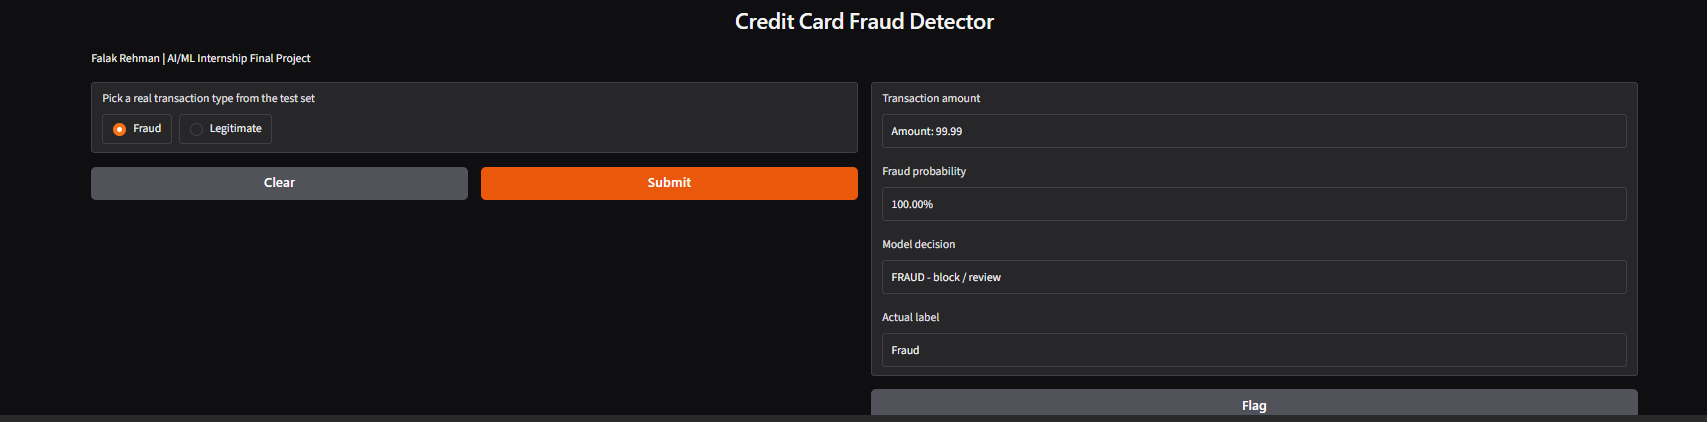 Credit Card Fraud Detector
Falak Rehman | AI/ML Internship Final Project
Pick a real transaction type from the test set
Fraud
Legitimate
Clear
Submit
Transaction amount
Amount: 99.99
Fraud probability
100.00%
Model decision
FRAUD - block / review
Actual label
Fraud
Flag